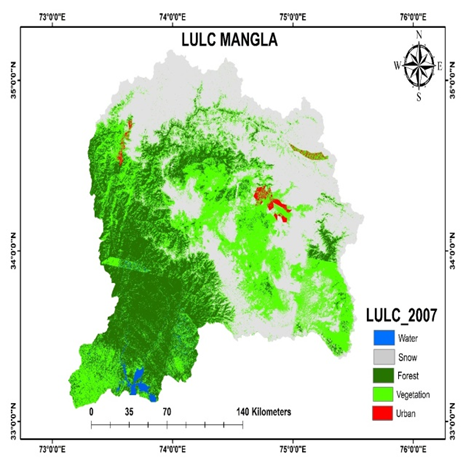 73°0'0"E 74°0'0"E 75°0'0"E 76°0'0"E
LULC MANGLA
N
W E
S
35°0'0"N 35°0'0"N
34°0'0"N 34°0'0"N
LULC_2007
Water
Snow
Forest
Vegetation
Urban
0 35 70 140 Kilometers
33°0'0"N 33°0'0"N
73°0'0"E 74°0'0"E 75°0'0"E 76°0'0"E